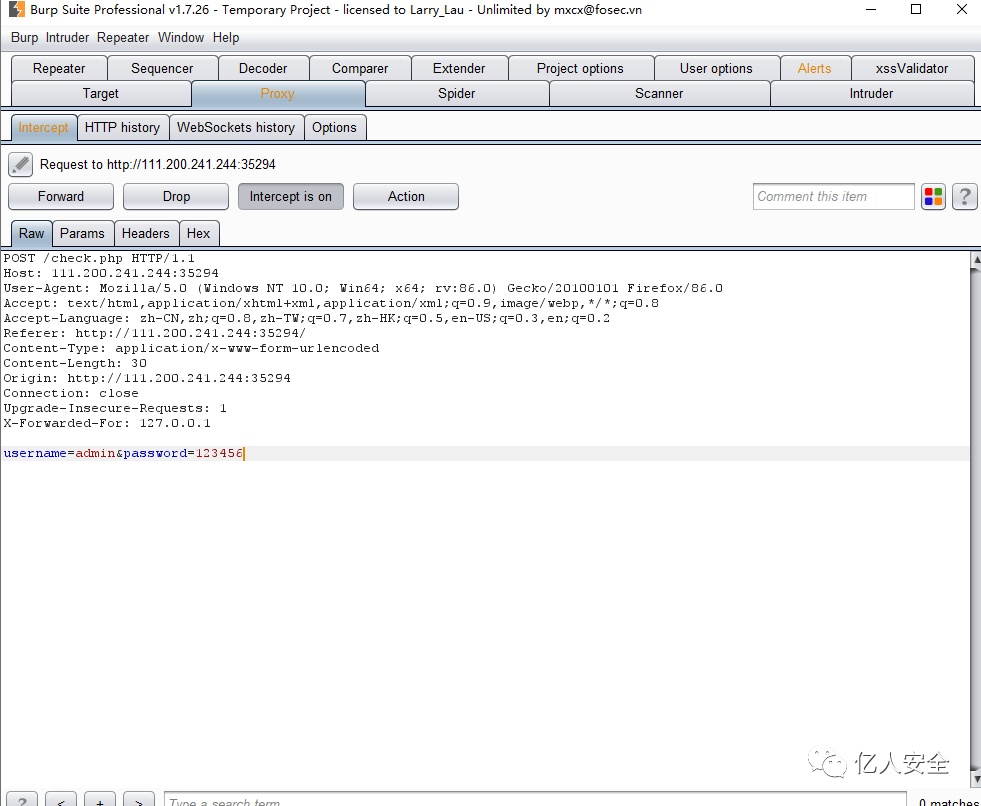 Burp Suite Professional v1.7.26 - Temporary Project - licensed to Larry_Lau - Unlimited by mxcx@fosec.vn
Burp Intruder Repeater Window Help
Repeater Sequencer Decoder Comparer Extender Project options User options Alerts xssValidator
Target Proxy Spider Scanner Intruder
Intercept HTTP history WebSockets history Options
Request to http://111.200.241.244:35294
Forward Drop Intercept is on Action Comment this item ?
Raw Params Headers Hex
POST /check.php HTTP/1.1
Host: 111.200.241.244:35294
User-Agent: Mozilla/5.0 (Windows NT 10.0; Win64; x64; rv:86.0) Gecko/20100101 Firefox/86.0
Accept: text/html,application/xhtml+xml,application/xml;q=0.9,image/webp,*/*;q=0.8
Accept-Language: zh-CN,zh;q=0.8,zh-TW;q=0.7,zh-HK;q=0.5,en-US;q=0.3,en;q=0.2
Referer: http://111.200.241.244:35294/
Content-Type: application/x-www-form-urlencoded
Content-Length: 30
Origin: http://111.200.241.244:35294
Connection: close
Upgrade-Insecure-Requests: 1
X-Forwarded-For: 127.0.0.1
username=admin&password=123456
亿人安全
? < + > Type a search term 0 matches